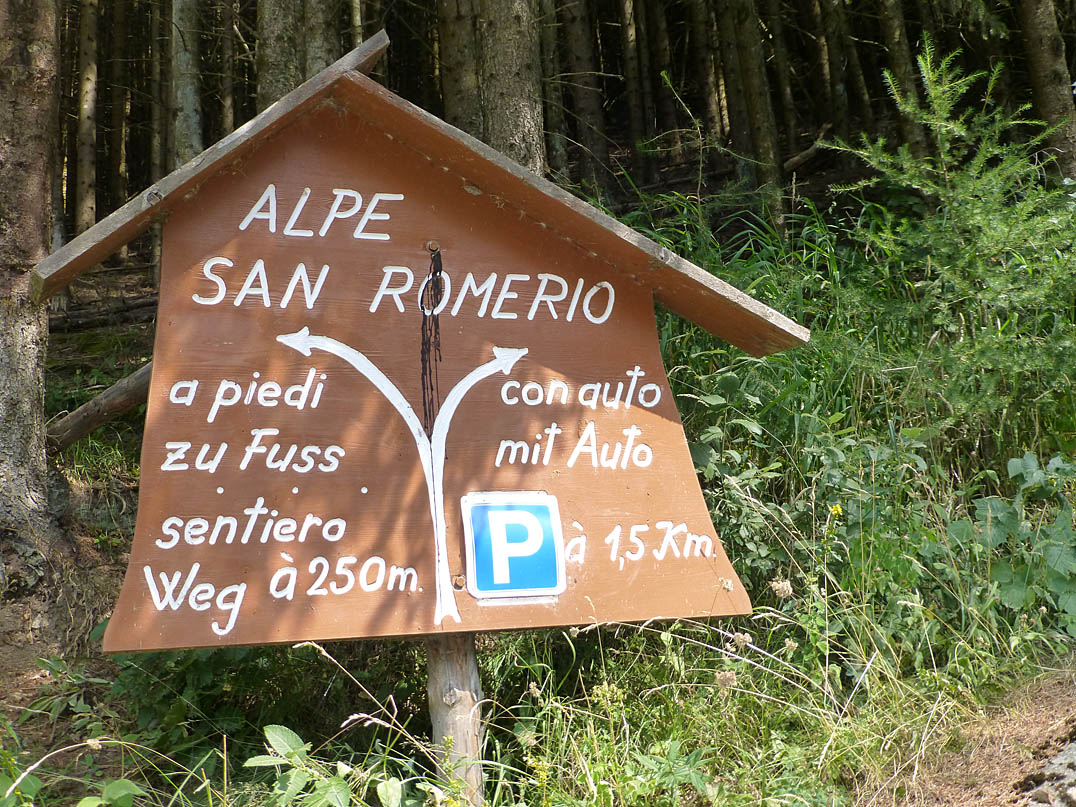 ALPE
SAN ROMERIO
a piedi
zu Fuss
sentiero
Weg à 250m.
con auto
mit Auto
P à 1,5 Km.